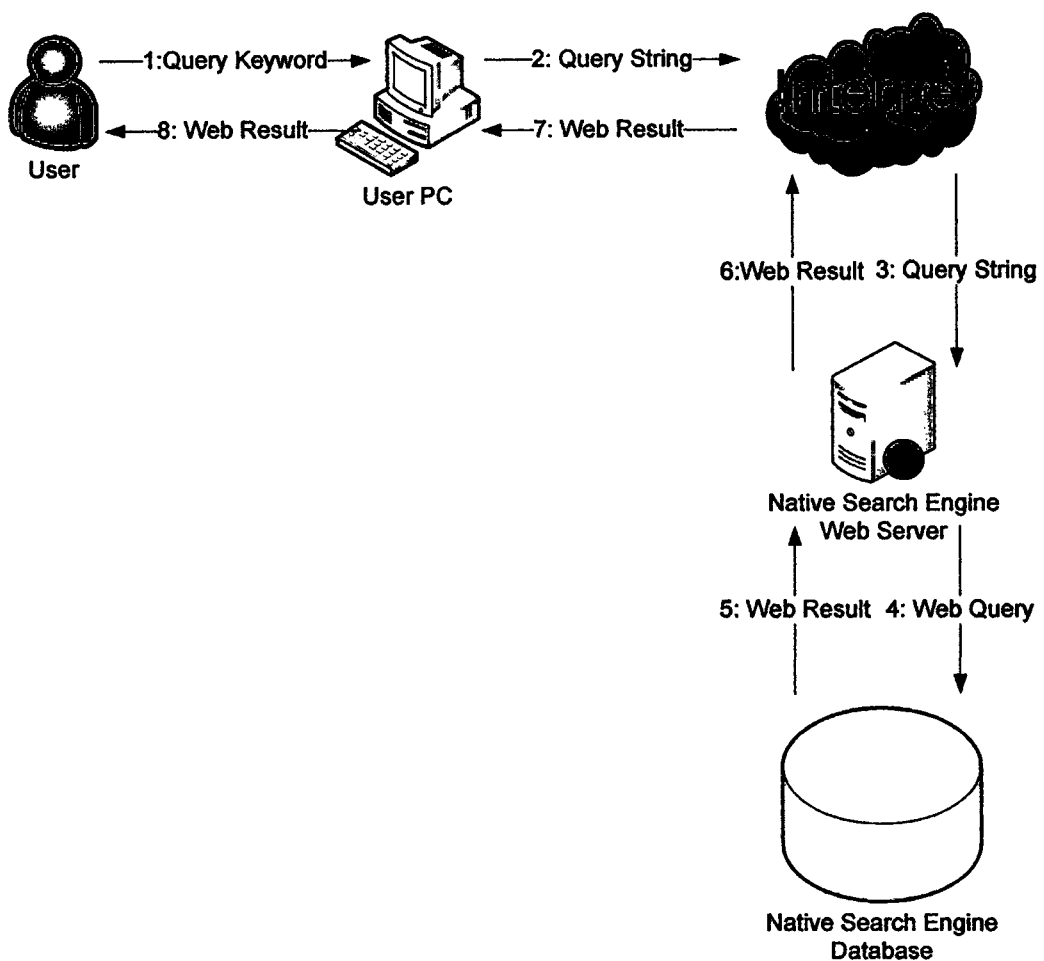 1:Query Keyword
2: Query String
Internet
8: Web Result
7: Web Result
User
User PC
6:Web Result
3: Query String
Native Search Engine
Web Server
5: Web Result
4: Web Query
Native Search Engine
Database